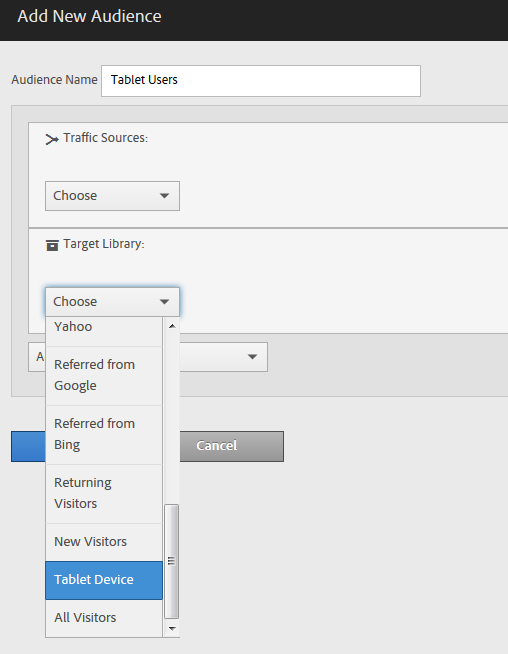 Add New Audience
Audience Name
Tablet Users
Traffic Sources:
Choose
Target Library:
Choose
Yahoo
A
Referred from
Google
Referred from
Bing
Cancel
Returning
Visitors
New Visitors
Tablet Device
All Visitors